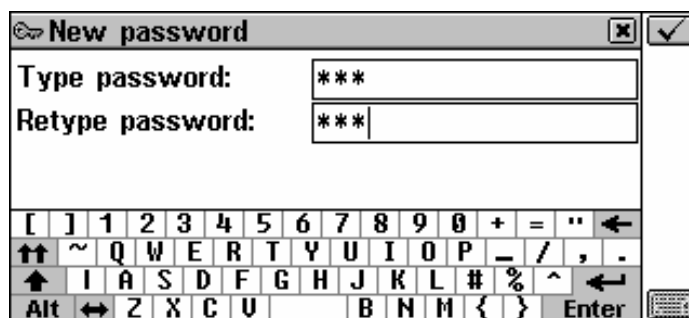 New password
Type password: ***
Retype password: ***
[ ] 1 2 3 4 5 6 7 8 9 0 + = "
~ Q W E R T Y U I O P _ / , .
| A S D F G H J K L # % ^
Alt Z X C V B N M { } Enter